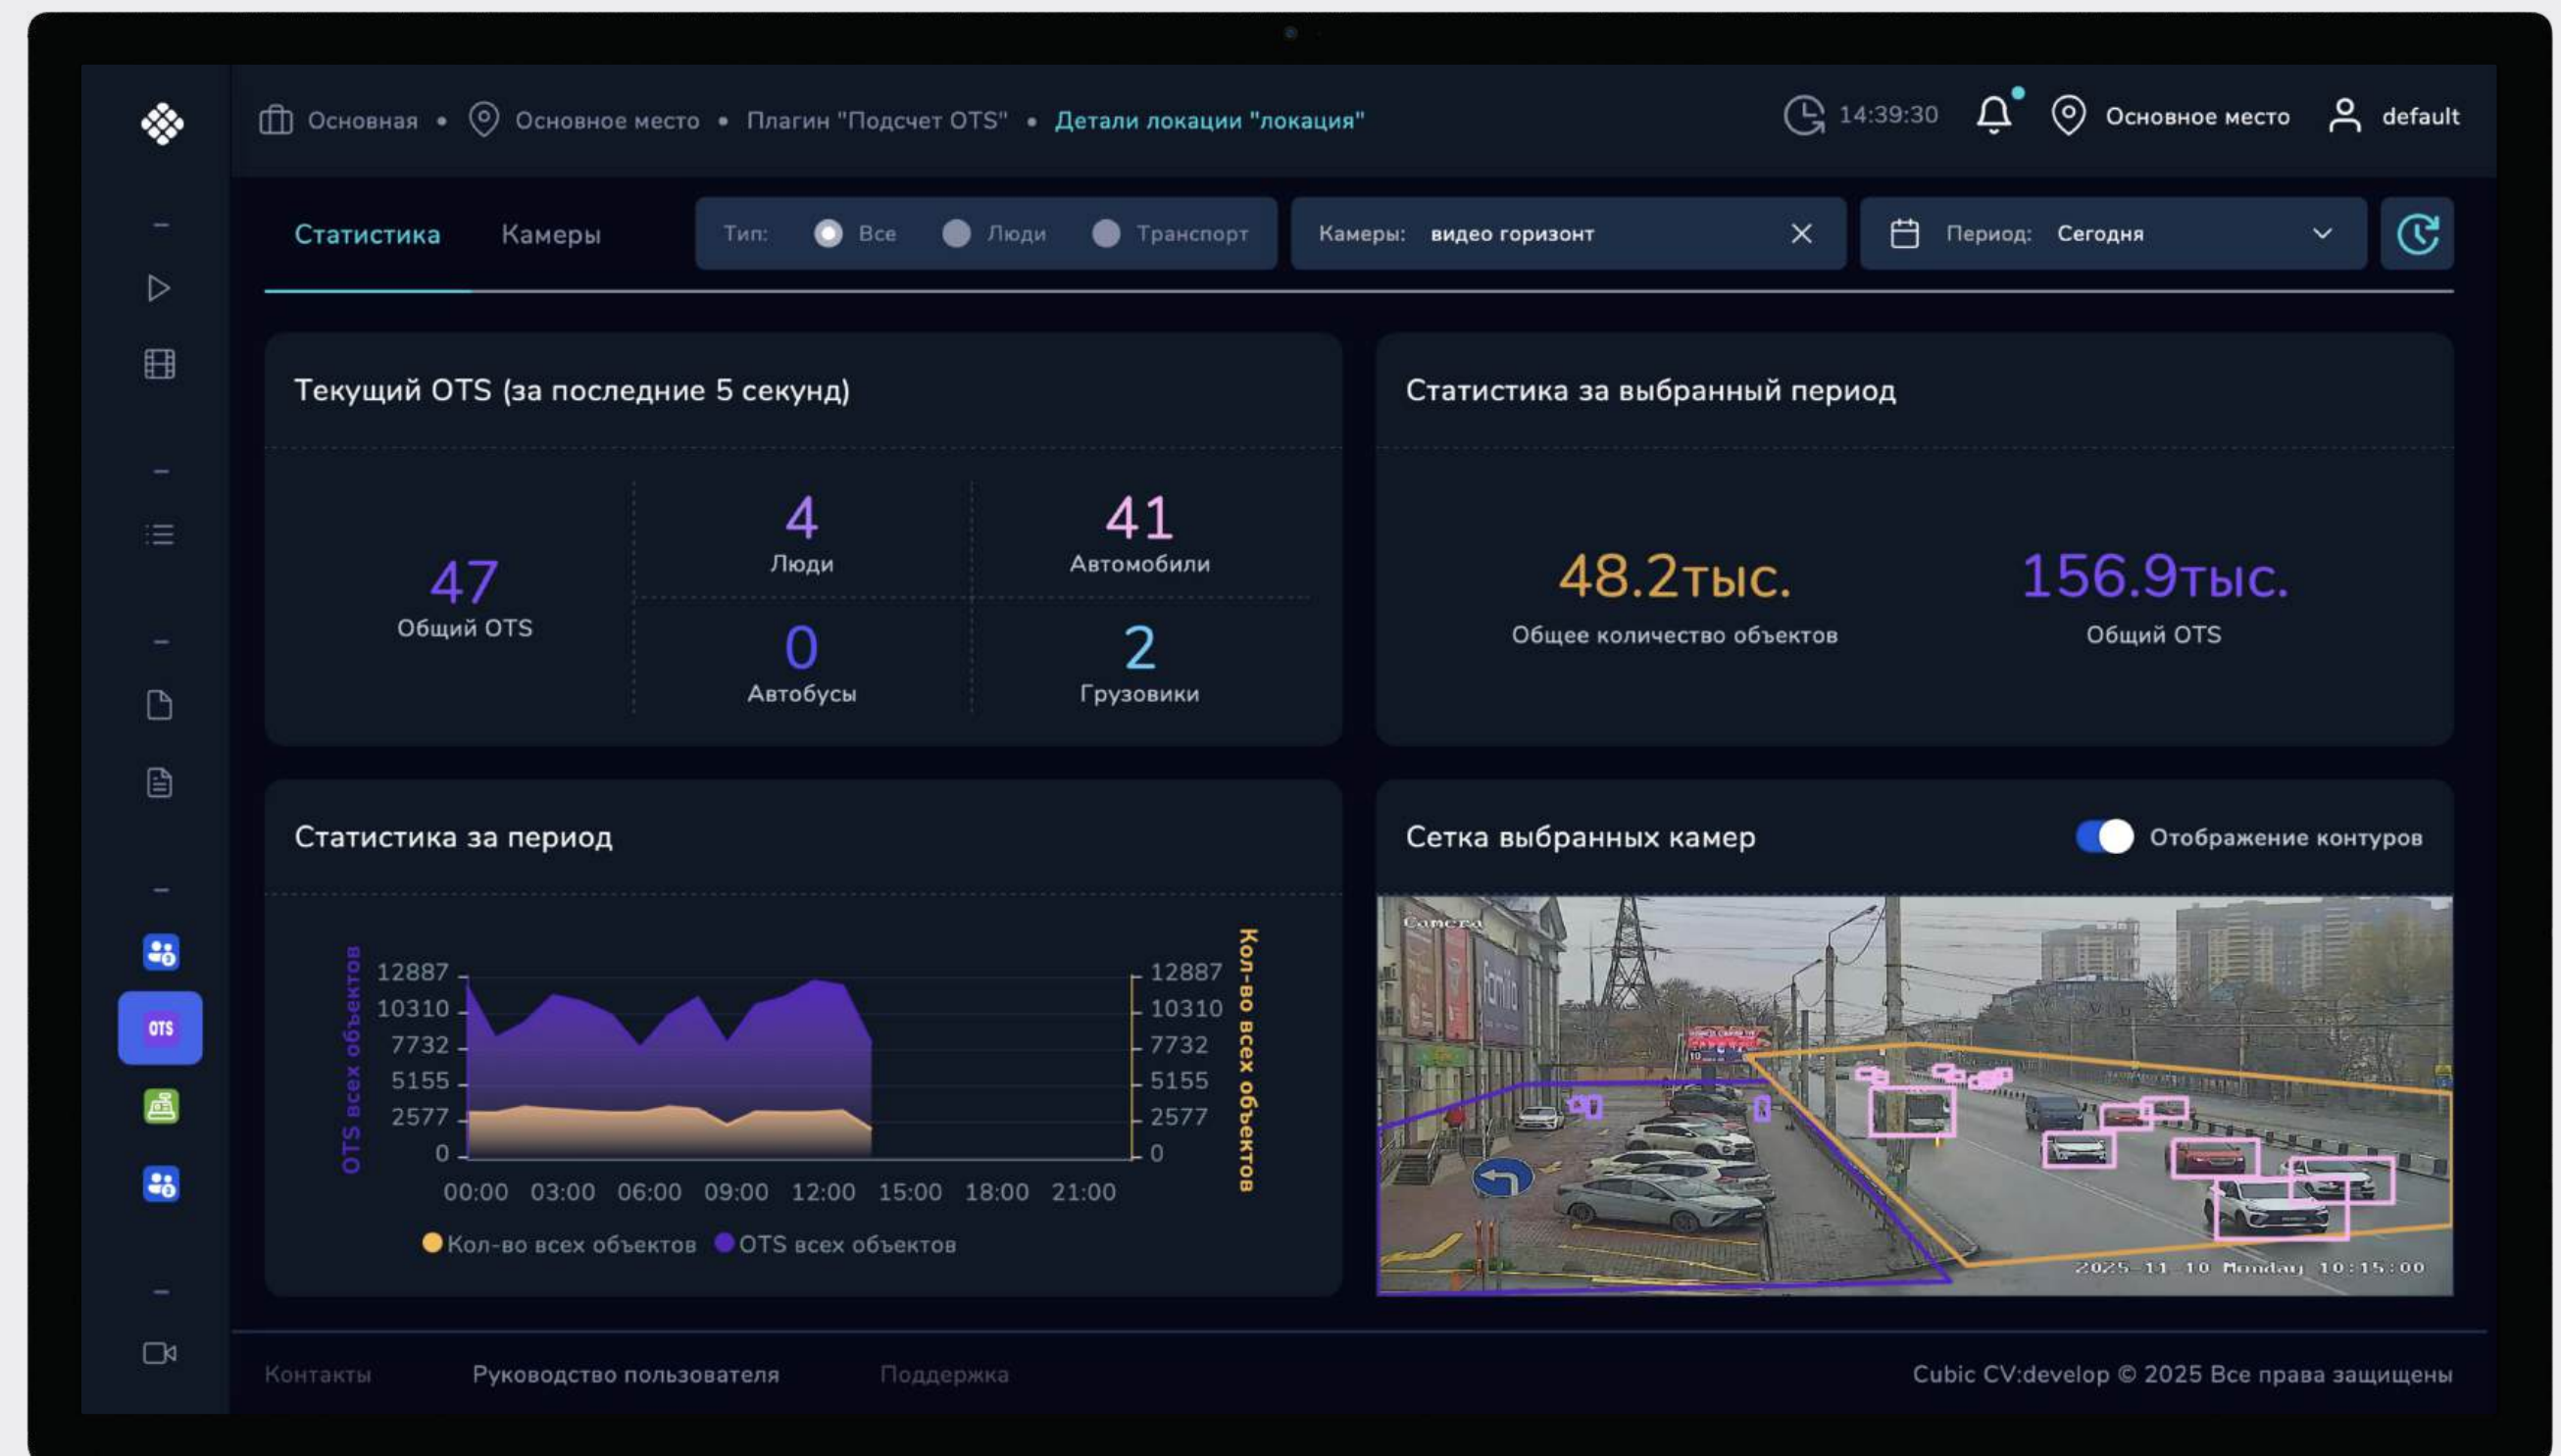 Основная • Основное место • Плагин "Подсчет OTS" • Детали локации "локация"
14:39:30
Основное место
default
Статистика
Камеры
Тип: Все Люди Транспорт
Камеры: видео горизонт
Период: Сегодня
Текущий OTS (за последние 5 секунд)
47
Общий OTS
4
Люди
41
Автомобили
0
Автобусы
2
Грузовики
Статистика за выбранный период
48.2тыс.
Общее количество объектов
156.9тыс.
Общий OTS
OTS
Статистика за период
OTS всех объектов
12887
10310
7732
5155
2577
0
12887
10310
7732
5155
2577
0
Кол-во всех объектов
00:00 03:00 06:00 09:00 12:00 15:00 18:00 21:00
Кол-во всех объектов OTS всех объектов
Сетка выбранных камер
Отображение контуров
Camera
Familia
2025-11-10 Monday 10:15:00
Контакты
Руководство пользователя
Поддержка
Cubic CV:develop © 2025 Все права защищены